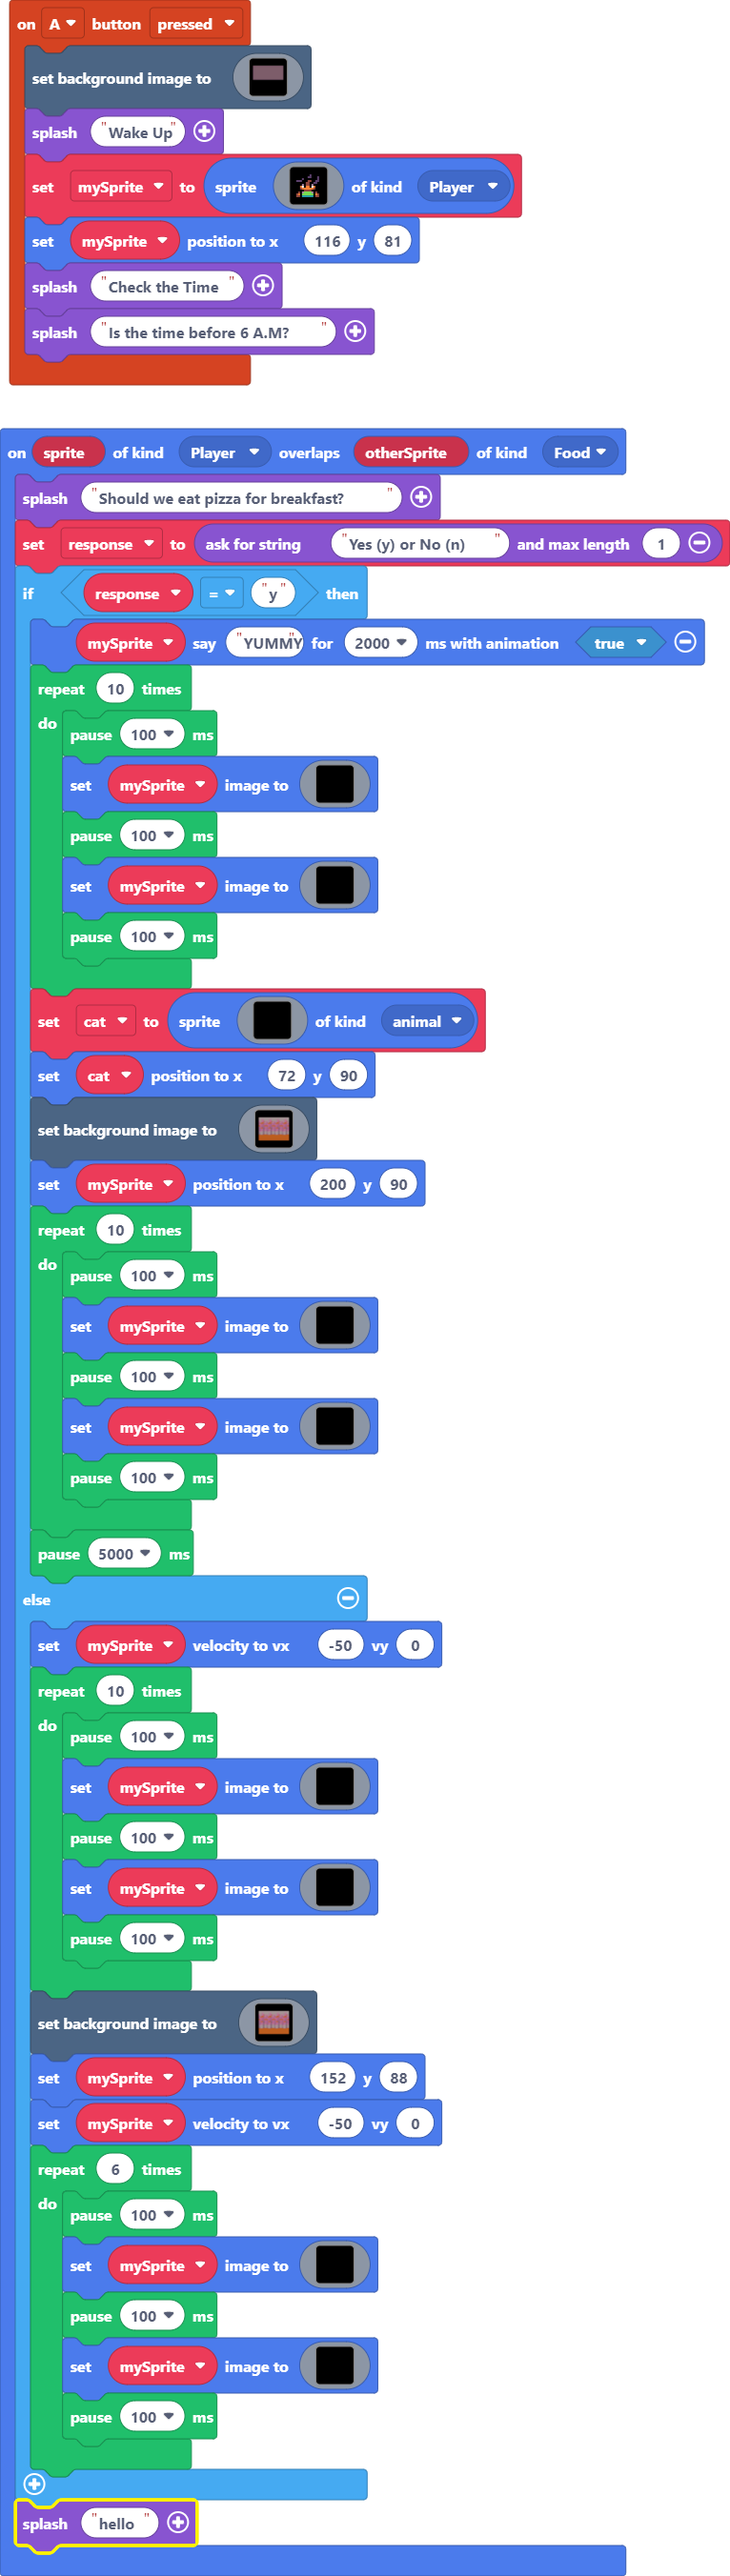 on A button pressed
set background image to
splash "Wake Up"
set mySprite to sprite of kind Player
set mySprite position to x 116 y 81
splash "Check the Time "
splash "Is the time before 6 A.M? "
on sprite of kind Player overlaps otherSprite of kind Food
splash "Should we eat pizza for breakfast? "
set response to ask for string "Yes (y) or No (n) " and max length 1
if response = "y" then
mySprite say "YUMMY" for 2000 ms with animation true
repeat 10 times
do pause 100 ms
set mySprite image to
pause 100 ms
set mySprite image to
pause 100 ms
set cat to sprite of kind animal
set cat position to x 72 y 90
set background image to
set mySprite position to x 200 y 90
repeat 10 times
do pause 100 ms
set mySprite image to
pause 100 ms
set mySprite image to
pause 100 ms
pause 5000 ms
else
set mySprite velocity to vx -50 vy 0
repeat 10 times
do pause 100 ms
set mySprite image to
pause 100 ms
set mySprite image to
pause 100 ms
set background image to
set mySprite position to x 152 y 88
set mySprite velocity to vx -50 vy 0
repeat 6 times
do pause 100 ms
set mySprite image to
pause 100 ms
set mySprite image to
pause 100 ms
splash "hello "